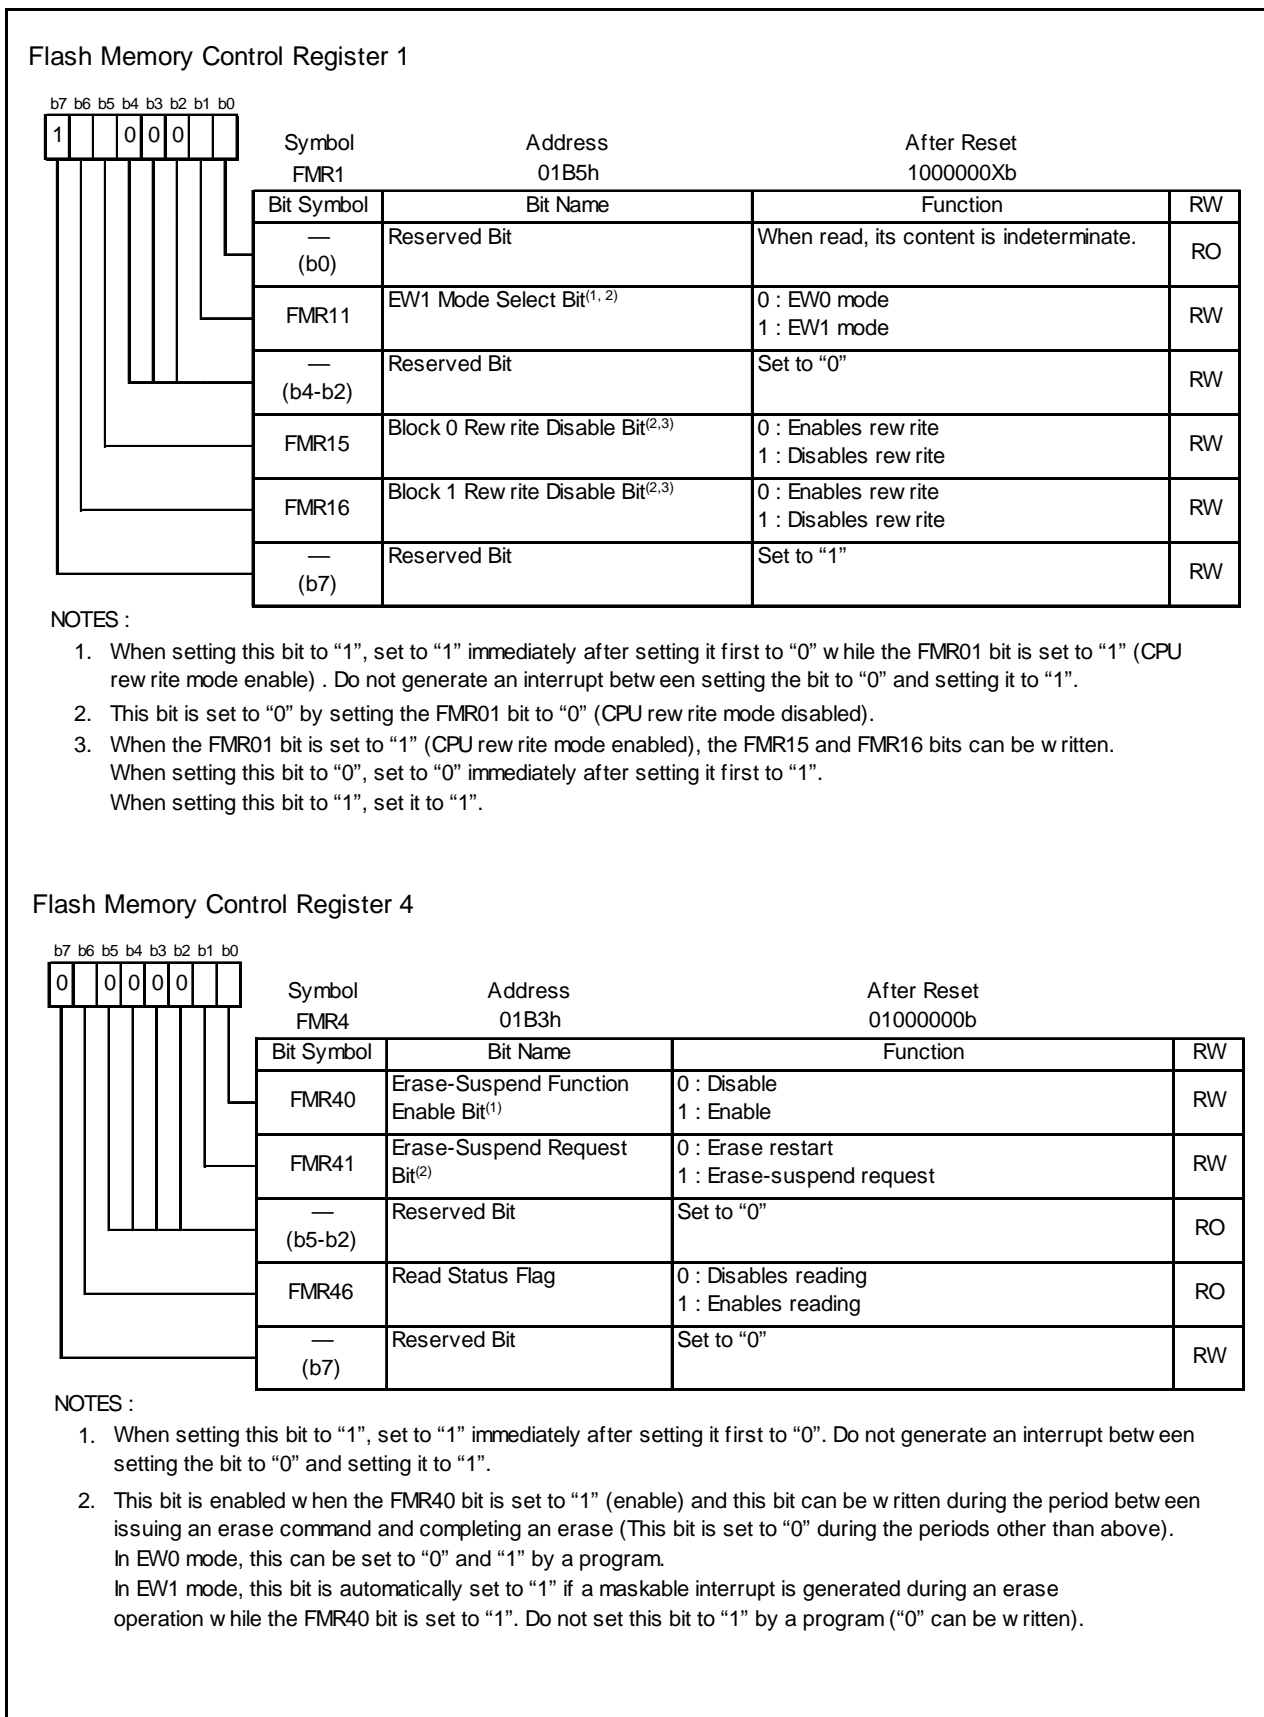 Flash Memory Control Register 1
b7 b6 b5 b4 b3 b2 b1 b0
1 0 0 0
Symbol Address After Reset
FMR1 01B5h 1000000Xb
Bit Symbol Bit Name Function RW
— (b0) Reserved Bit When read, its content is indeterminate. RO
FMR11 EW1 Mode Select Bit(1, 2) 0 : EW0 mode RW
1 : EW1 mode
— (b4-b2) Reserved Bit Set to “0” RW
FMR15 Block 0 Rewrite Disable Bit(2,3) 0 : Enables rewrite RW
1 : Disables rewrite
FMR16 Block 1 Rewrite Disable Bit(2,3) 0 : Enables rewrite RW
1 : Disables rewrite
— (b7) Reserved Bit Set to “1” RW
NOTES :
1. When setting this bit to “1”, set to “1” immediately after setting it first to “0” while the FMR01 bit is set to “1” (CPU
rewrite mode enable) . Do not generate an interrupt between setting the bit to “0” and setting it to “1”.
2. This bit is set to “0” by setting the FMR01 bit to “0” (CPU rewrite mode disabled).
3. When the FMR01 bit is set to “1” (CPU rewrite mode enabled), the FMR15 and FMR16 bits can be written.
When setting this bit to “0”, set to “0” immediately after setting it first to “1”.
When setting this bit to “1”, set it to “1”.
Flash Memory Control Register 4
b7 b6 b5 b4 b3 b2 b1 b0
0 0 0 0 0
Symbol Address After Reset
FMR4 01B3h 01000000b
Bit Symbol Bit Name Function RW
FMR40 Erase-Suspend Function 0 : Disable RW
Enable Bit(1) 1 : Enable
FMR41 Erase-Suspend Request 0 : Erase restart RW
Bit(2) 1 : Erase-suspend request
— (b5-b2) Reserved Bit Set to “0” RO
FMR46 Read Status Flag 0 : Disables reading RO
1 : Enables reading
— (b7) Reserved Bit Set to “0” RW
NOTES :
1. When setting this bit to “1”, set to “1” immediately after setting it first to “0”. Do not generate an interrupt between
setting the bit to “0” and setting it to “1”.
2. This bit is enabled when the FMR40 bit is set to “1” (enable) and this bit can be written during the period between
issuing an erase command and completing an erase (This bit is set to “0” during the periods other than above).
In EW0 mode, this can be set to “0” and “1” by a program.
In EW1 mode, this bit is automatically set to “1” if a maskable interrupt is generated during an erase
operation while the FMR40 bit is set to “1”. Do not set this bit to “1” by a program (“0” can be written).